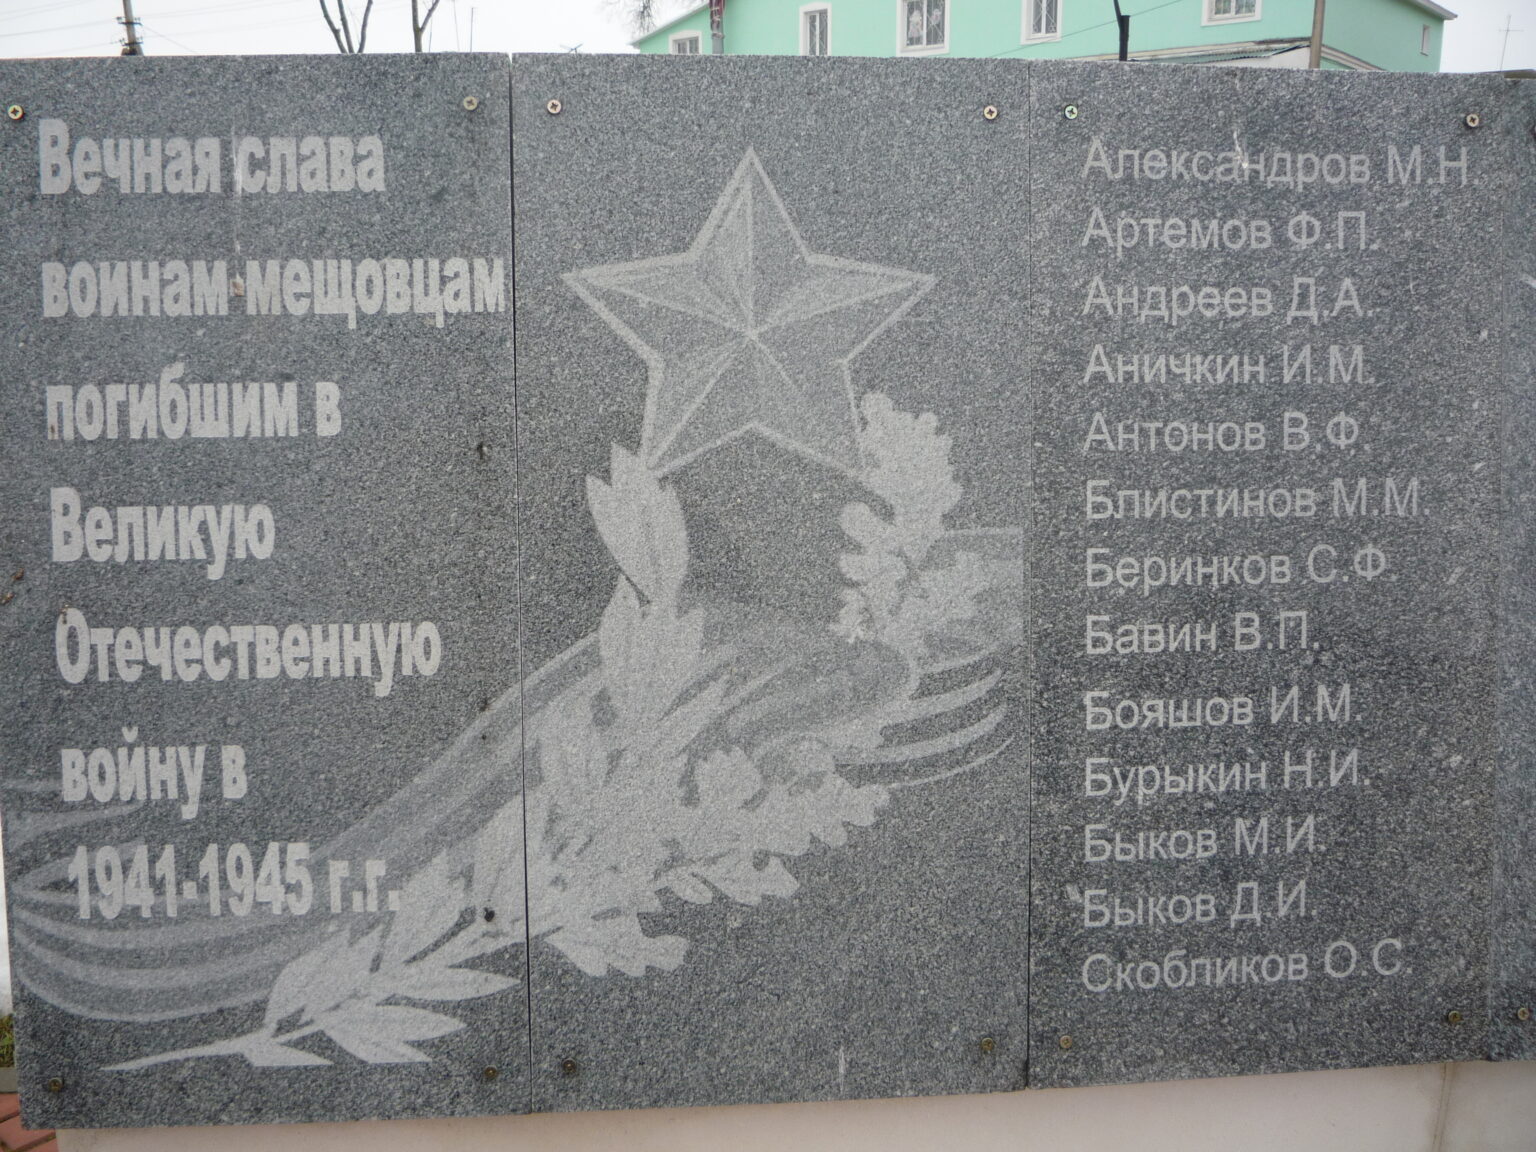 Вечная слава
воинам-мещовцам
погибшим в
Великую
Отечественную
войну в
1941-1945 г.г.
Александров М.Н.
Артемов Ф.П.
Андреев Д.А.
Аничкин И.М.
Антонов В.Ф.
Блистинов М.М.
Беринков С.Ф.
Бавин В.П.
Бояшов И.М.
Бурыкин Н.И.
Быков М.И.
Быков Д.И.
Скобликов О.С.